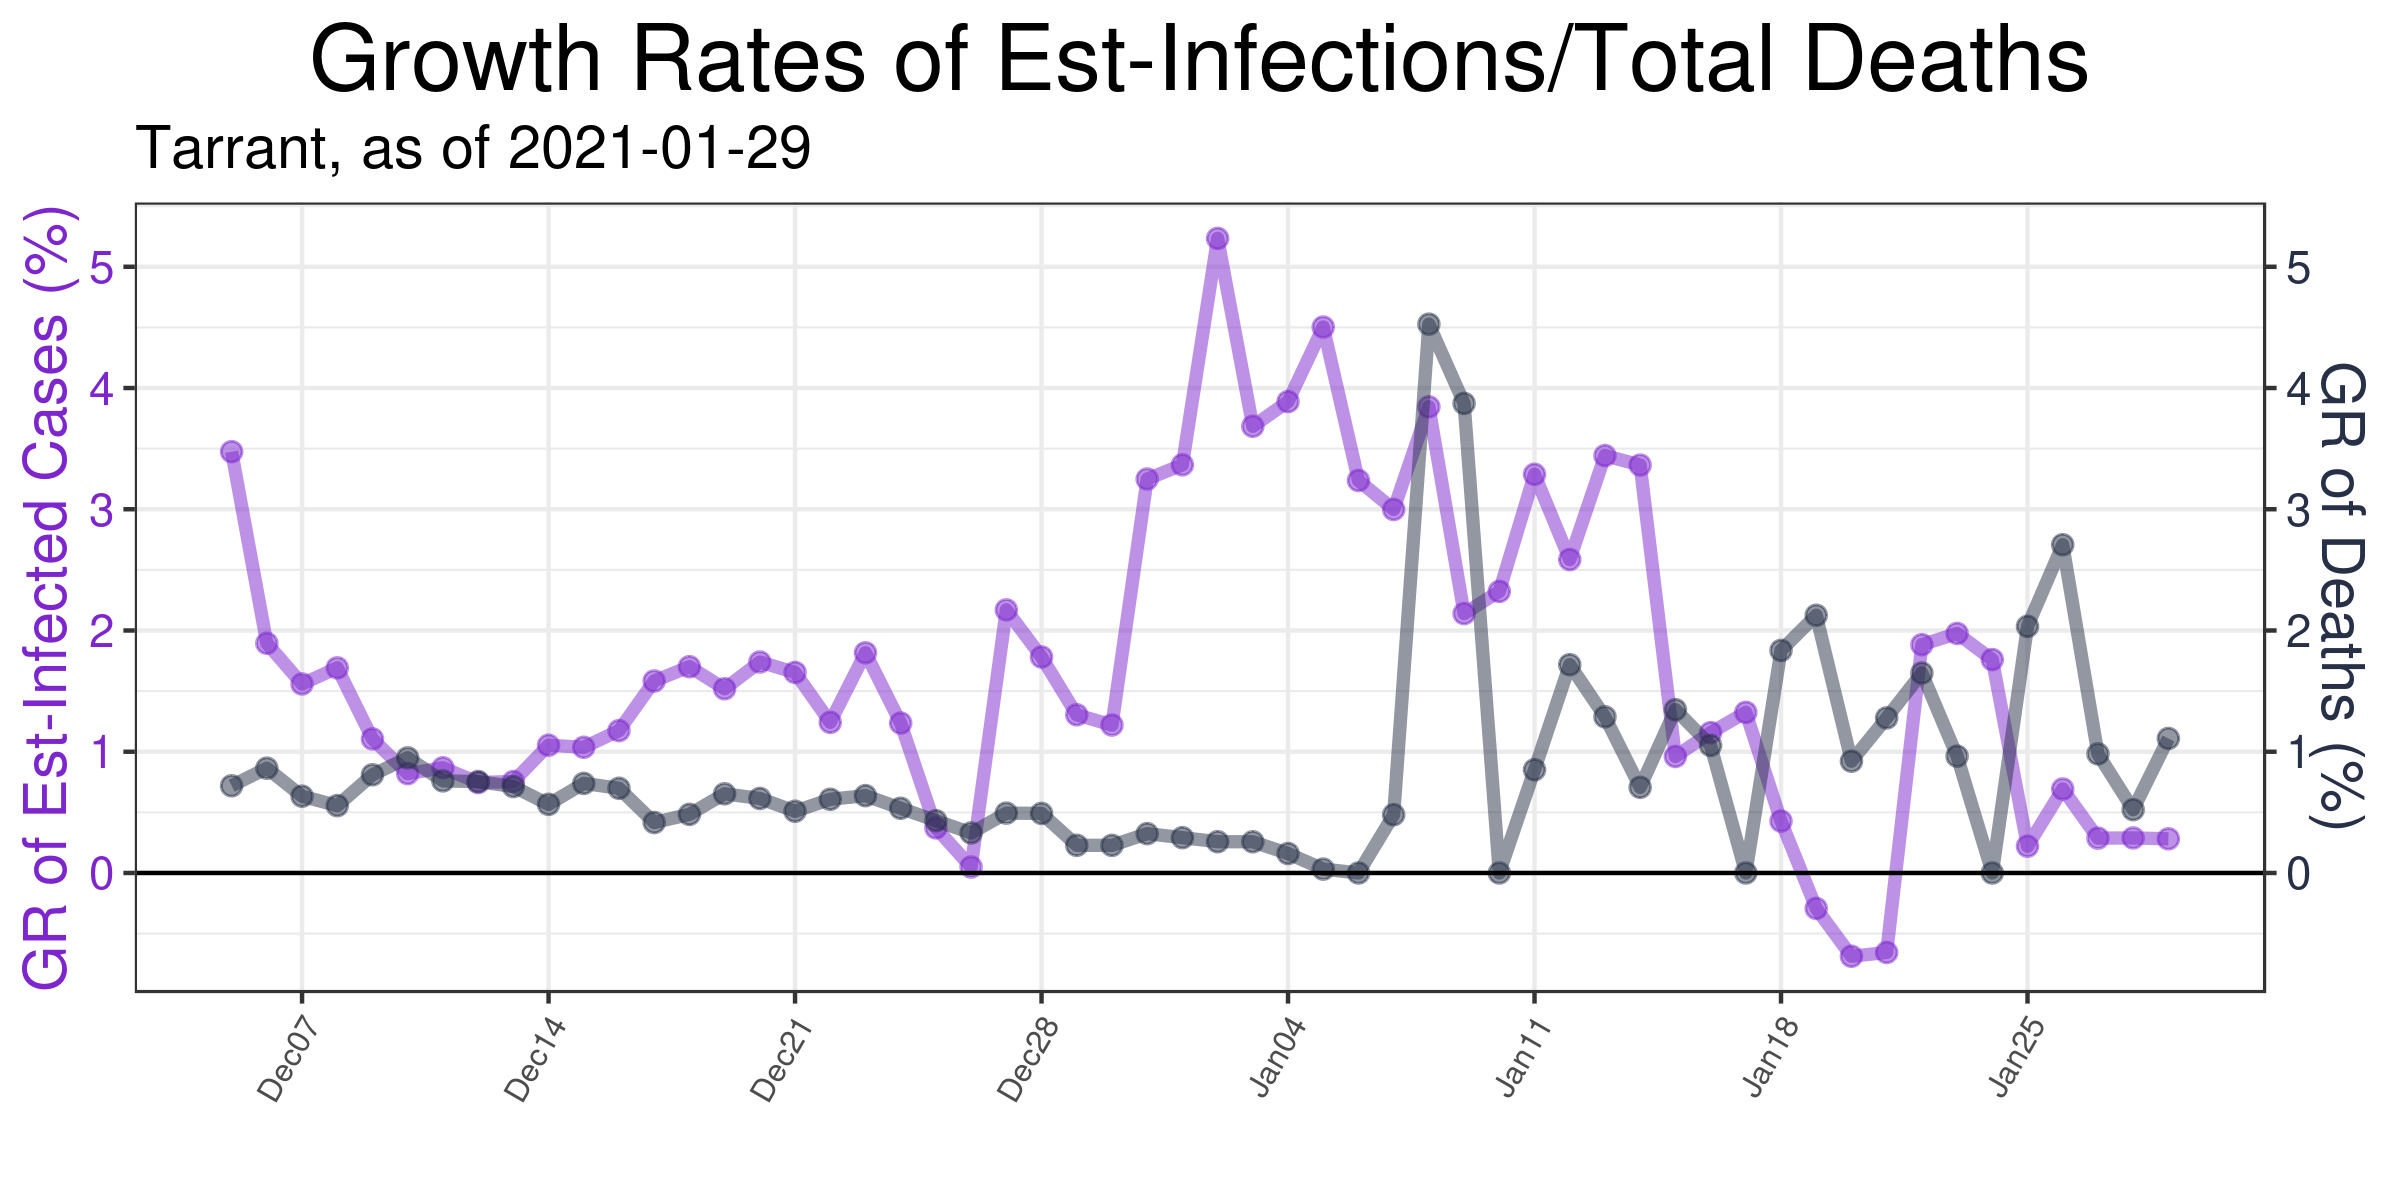 Growth Rates of Est-Infections/Total Deaths
Tarrant, as of 2021-01-29
GR of Est-Infected Cases (%)
5
4
3
2
1
0
5
4
3
2
1
0
GR of Deaths (%)
Dec07
Dec14
Dec21
Dec28
Jan04
Jan11
Jan18
Jan25